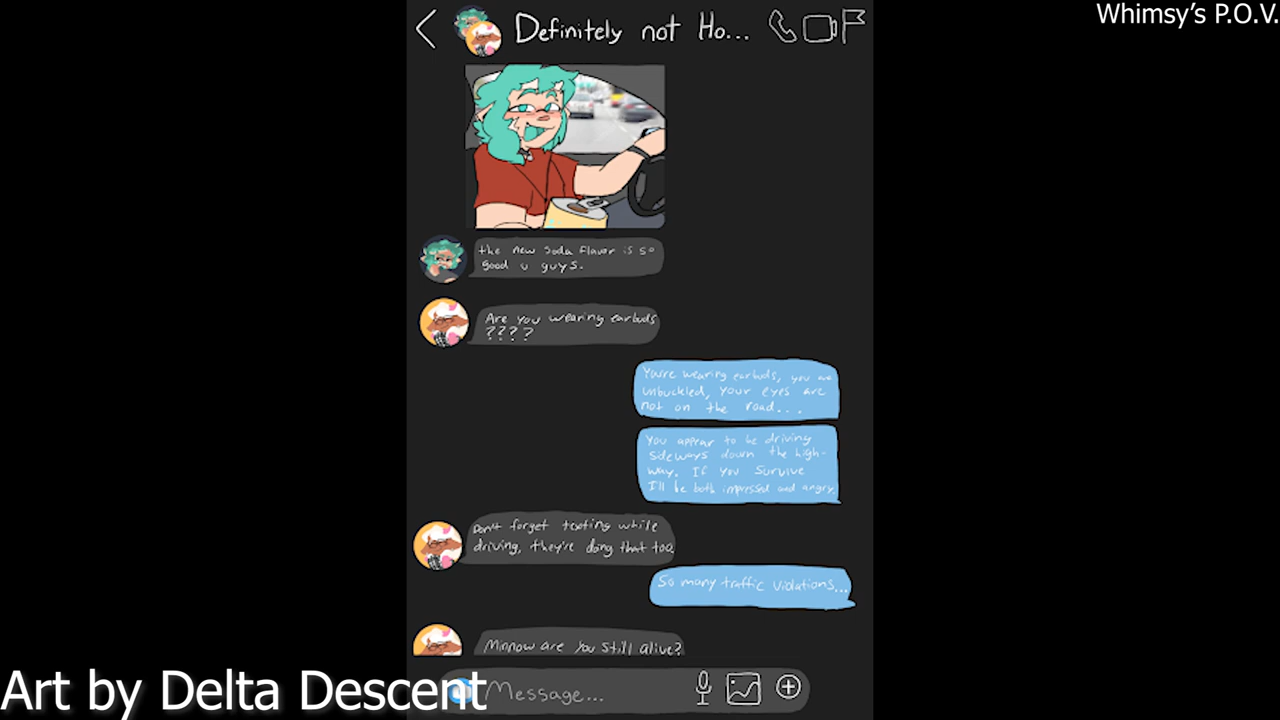 Whimsy's P.O.V.
Definitely not Ho...
the new soda flavor is so
good u guys.
Are you wearing earbuds
????
You're wearing earbuds, you are
unbuckled, your eyes are
not on the road...
You appear to be driving
sideways down the high-
way. If you survive
I'll be both impressed and angry.
Don't forget texting while
driving, they're doing that too.
So many traffic violations...
Minnow are you still alive?
Message...
Art by Delta Descent